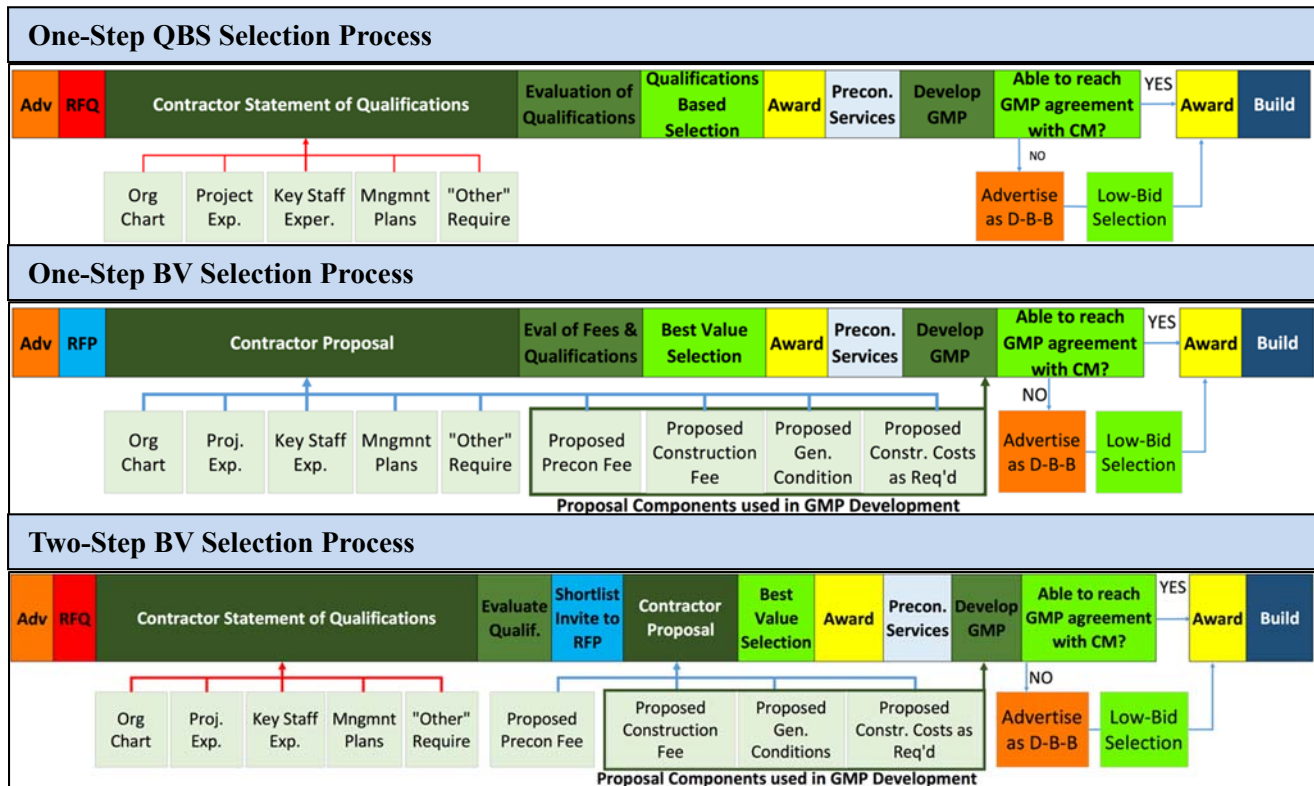 One-Step QBS Selection Process
Adv
RFQ
Contractor Statement of Qualifications
Evaluation of
Qualifications
Qualifications
Based
Selection
Award
Precon.
Services
Develop
GMP
Able to reach
GMP agreement
with CM?
YES
Award
Build
NO
Org
Chart
Project
Exp.
Key Staff
Exper.
Mngmnt
Plans
"Other"
Require
Advertise
as D-B-B
Low-Bid
Selection
One-Step BV Selection Process
Adv
RFP
Contractor Proposal
Eval of Fees &
Qualifications
Best Value
Selection
Award
Precon.
Services
Develop
GMP
Able to reach
GMP agreement
with CM?
YES
Award
Build
NO
Org
Chart
Proj.
Exp.
Key Staff
Exp.
Mngmnt
Plans
"Other"
Require
Proposed
Precon Fee
Proposed
Construction
Fee
Proposed
Gen.
Condition
Proposed
Constr. Costs
as Req'd
Advertise
as D-B-B
Low-Bid
Selection
Proposal Components used in GMP Development
Two-Step BV Selection Process
Adv
RFQ
Contractor Statement of Qualifications
Evaluate
Qualif.
Shortlist
Invite to
RFP
Contractor
Proposal
Best
Value
Selection
Award
Precon.
Services
Develop
GMP
Able to reach
GMP agreement
with CM?
YES
Award
Build
NO
Org
Chart
Proj.
Exp.
Key Staff
Exp.
Mngmnt
Plans
"Other"
Require
Proposed
Precon Fee
Proposed
Construction
Fee
Proposed
Gen.
Conditions
Proposed
Constr. Costs as
Req'd
Advertise
as D-B-B
Low-Bid
Selection
Proposal Components used in GMP Development